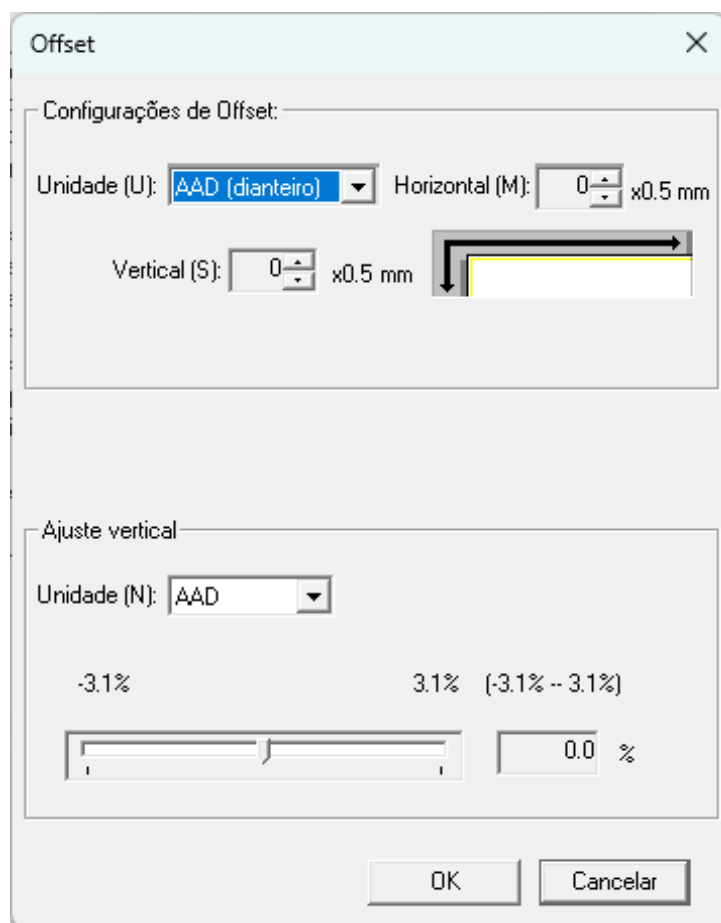 Offset
Configurações de Offset:
Unidade (U): AAD (dianteiro) Horizontal (M): 0 x0.5 mm
Vertical (S): 0 x0.5 mm
Ajuste vertical
Unidade (N): AAD
-3.1% 3.1% (-3.1% -- 3.1%)
0.0 %
OK Cancelar